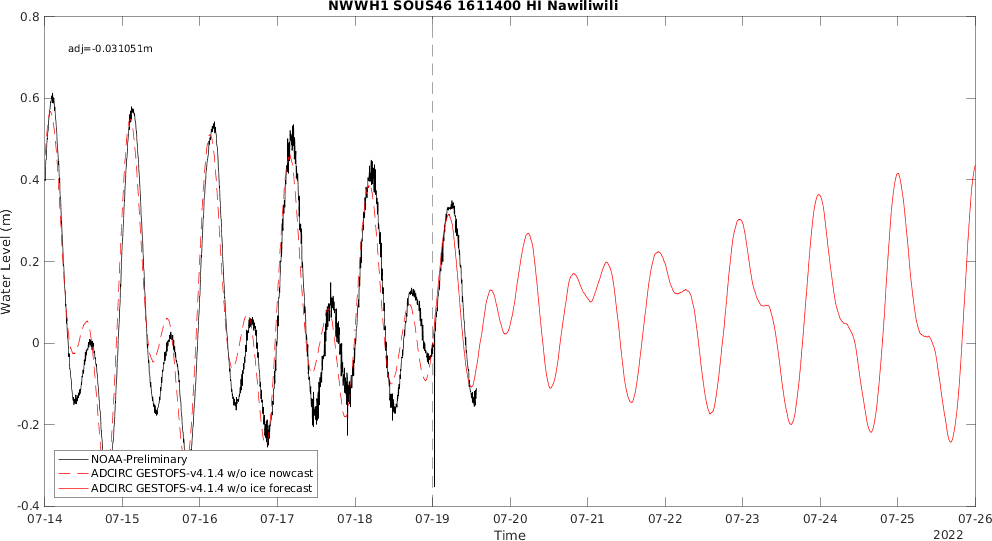 NWWH1 SOUS46 1611400 HI Nawiliwili
adj=-0.031051m
Water Level (m)
0.8
0.6
0.4
0.2
0
-0.2
-0.4
NOAA-Preliminary
ADCIRC GESTOFS-v4.1.4 w/o ice nowcast
ADCIRC GESTOFS-v4.1.4 w/o ice forecast
07-14 07-15 07-16 07-17 07-18 07-19 07-20 07-21 07-22 07-23 07-24 07-25 07-26
Time
2022